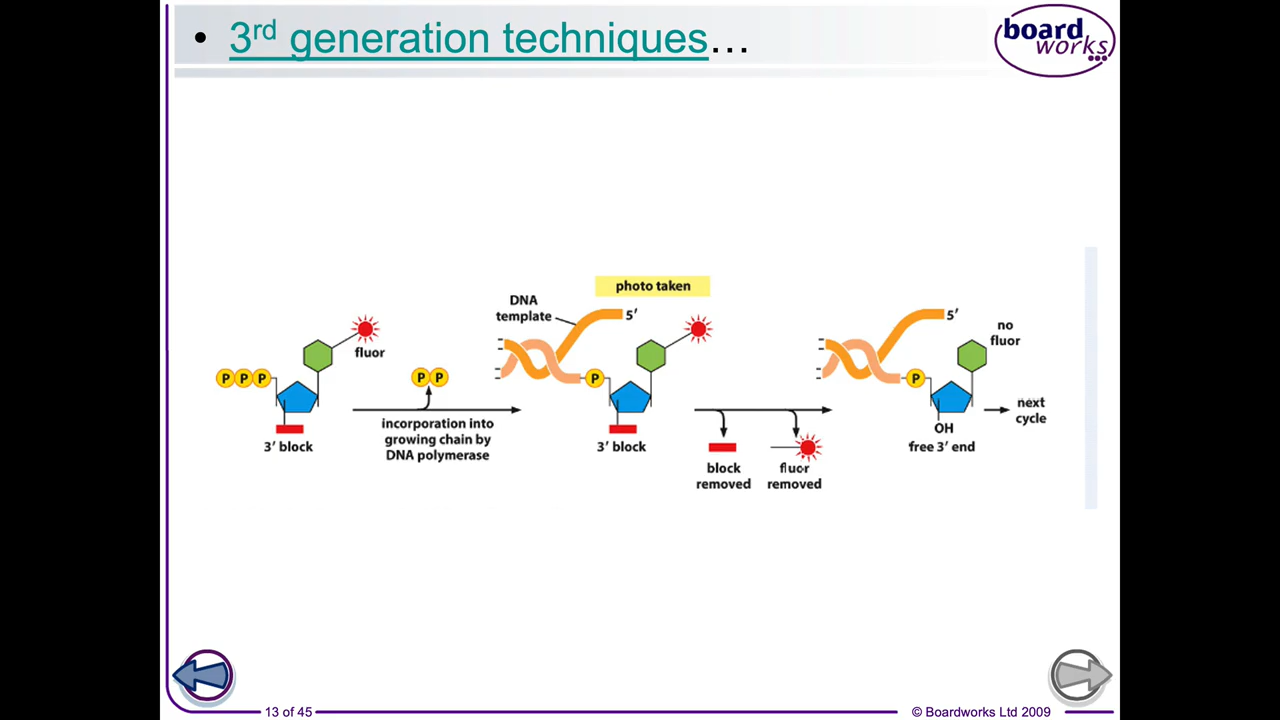 • 3rd generation techniques…
board
works
photo taken
DNA
template
5′
fluor
P P P
3′ block
P P
incorporation into
growing chain by
DNA polymerase
P
3′ block
block
removed
fluor
removed
5′
no
fluor
P
OH
free 3′ end
next
cycle
13 of 45
© Boardworks Ltd 2009